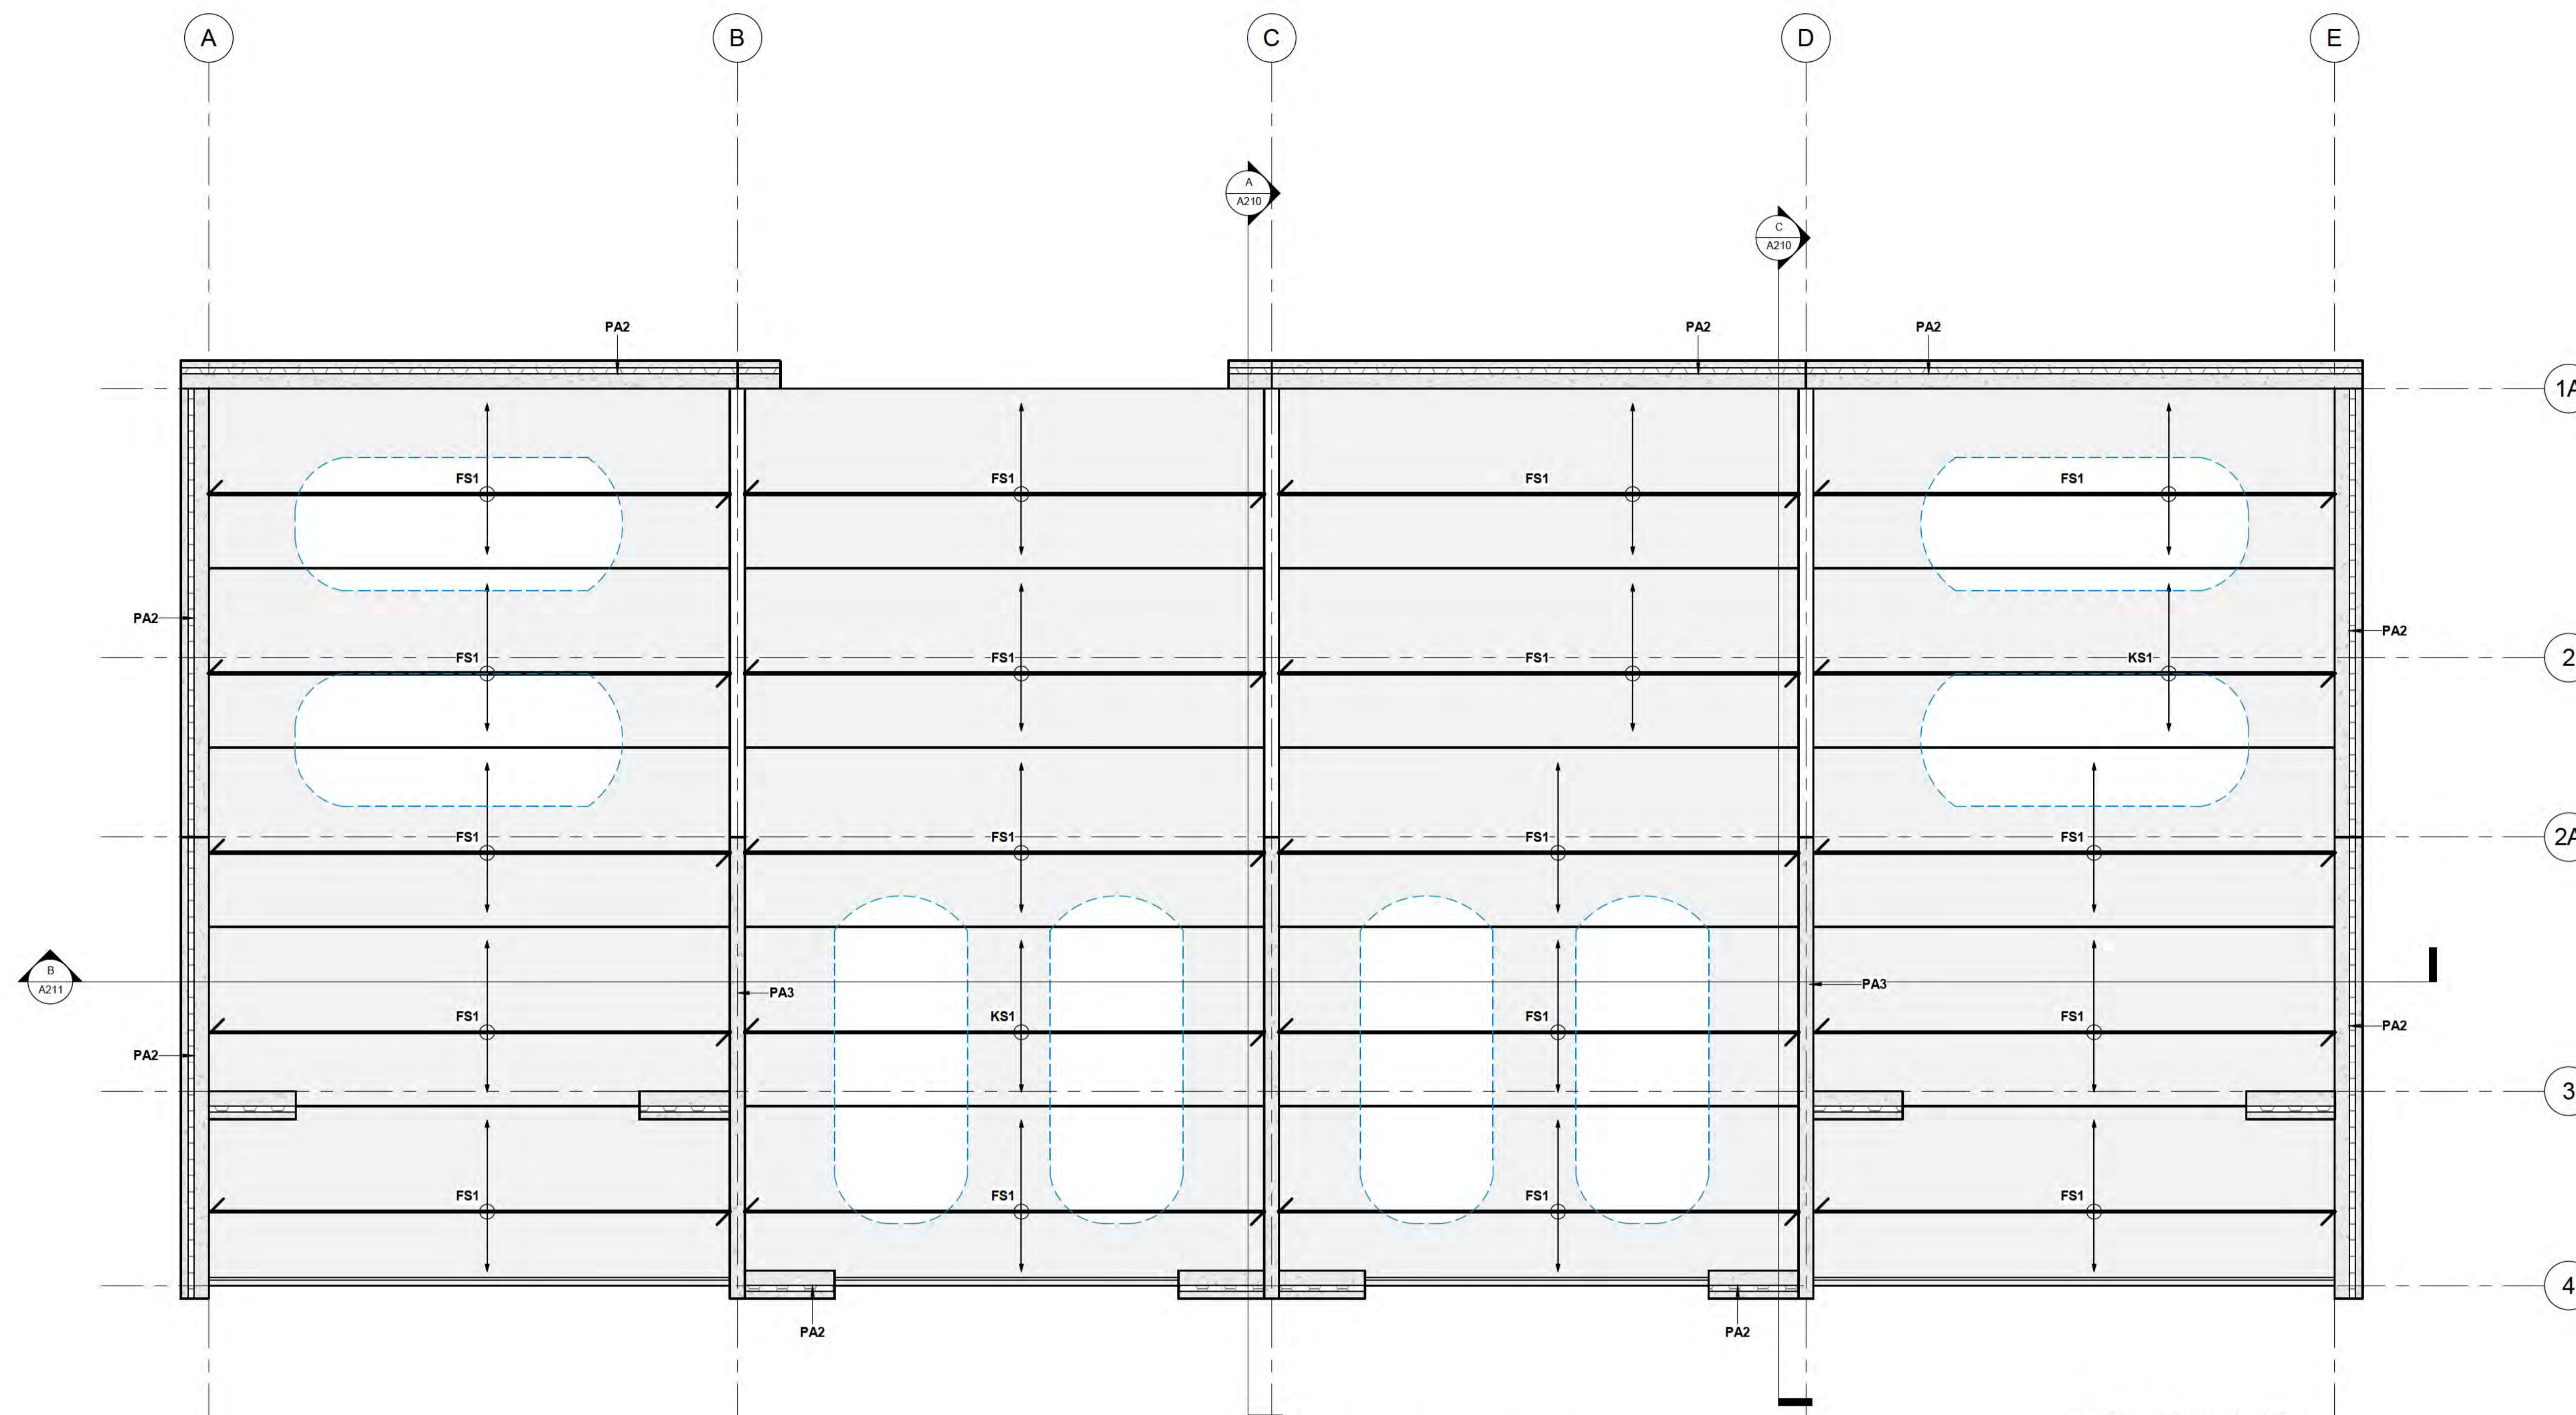 A B C D E
A
A210
C
A210
PA2 PA2 PA2
1A
FS1 FS1 FS1 FS1
PA2 PA2
FS1 FS1 FS1 KS1
2
FS1 FS1 FS1 FS1
2A
B
A211
PA3 PA3
FS1 KS1 FS1 FS1
PA2 PA2
3
FS1 FS1 FS1 FS1
4
PA2 PA2